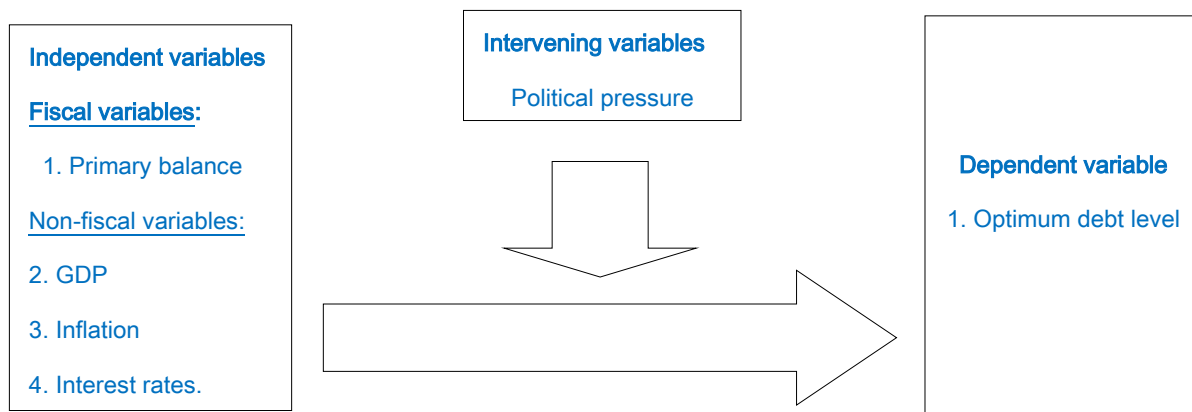 Independent variables
Fiscal variables:
1. Primary balance
Non-fiscal variables:
2. GDP
3. Inflation
4. Interest rates.
Intervening variables
Political pressure
Dependent variable
1. Optimum debt level